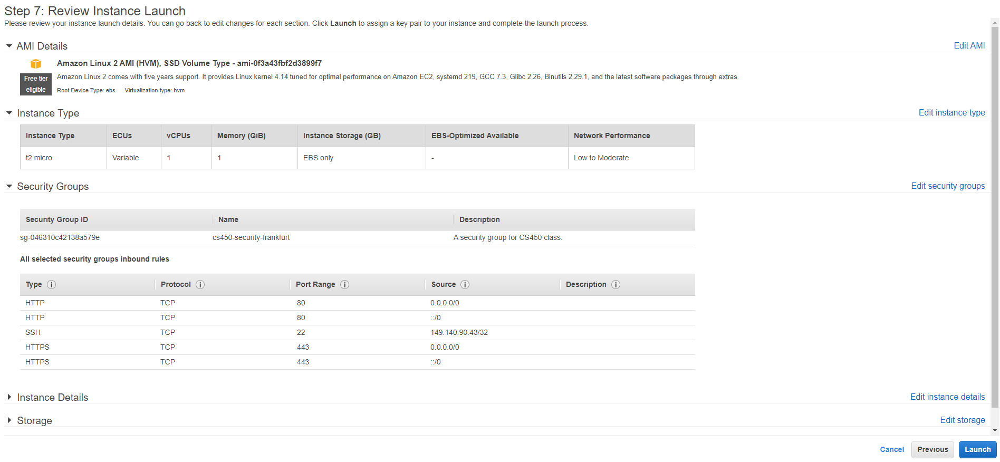 Step 7: Review Instance Launch
Please review your instance launch details. You can go back to edit changes for each section. Click Launch to assign a key pair to your instance and complete the launch process.
AMI Details Edit AMI
Amazon Linux 2 AMI (HVM), SSD Volume Type - ami-0f3a43fbf2d3899f7
Free tier eligible
Amazon Linux 2 comes with five years support. It provides Linux kernel 4.14 tuned for optimal performance on Amazon EC2, systemd 219, GCC 7.3, Glibc 2.26, Binutils 2.29.1, and the latest software packages through extras.
Root Device Type: ebs Virtualization type: hvm
Instance Type Edit instance type
Instance Type ECUs vCPUs Memory (GiB) Instance Storage (GB) EBS-Optimized Available Network Performance
t2.micro Variable 1 1 EBS only - Low to Moderate
Security Groups Edit security groups
Security Group ID Name Description
sg-046310c42138a579e cs450-security-frankfurt A security group for CS450 class.
All selected security groups inbound rules
Type i Protocol i Port Range i Source i Description i
HTTP TCP 80 0.0.0.0/0
HTTP TCP 80 ::/0
SSH TCP 22 149.140.90.43/32
HTTPS TCP 443 0.0.0.0/0
HTTPS TCP 443 ::/0
Instance Details Edit instance details
Storage Edit storage
Cancel Previous Launch